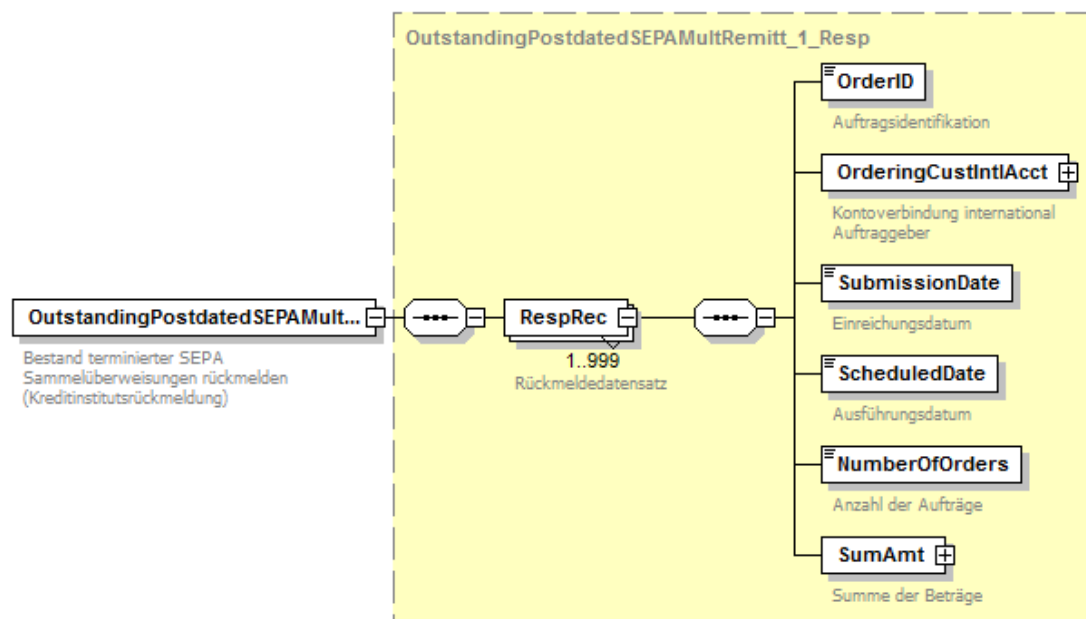 OutstandingPostdatedSEPAMultRemitt_1_Resp
OrderID
Auftragsidentifikation
OrderingCustIntlAcct
Kontoverbindung international
Auftraggeber
OutstandingPostdatedSEPAMult...
Bestand terminierter SEPA
Sammelüberweisungen rückmelden
(Kreditinstitutsrückmeldung)
RespRec
1..999
Rückmeldedatensatz
SubmissionDate
Einreichungsdatum
ScheduledDate
Ausführungsdatum
NumberOfOrders
Anzahl der Aufträge
SumAmt
Summe der Beträge